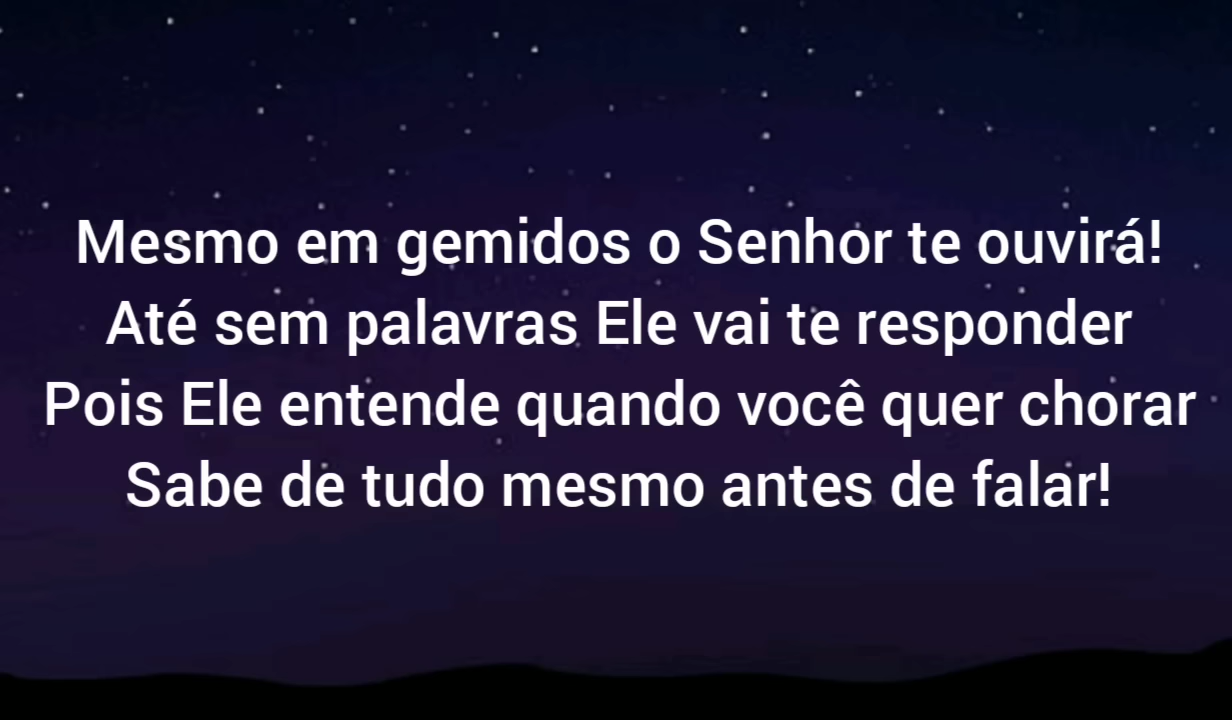 Mesmo em gemidos o Senhor te ouvirá!
Até sem palavras Ele vai te responder
Pois Ele entende quando você quer chorar
Sabe de tudo mesmo antes de falar!